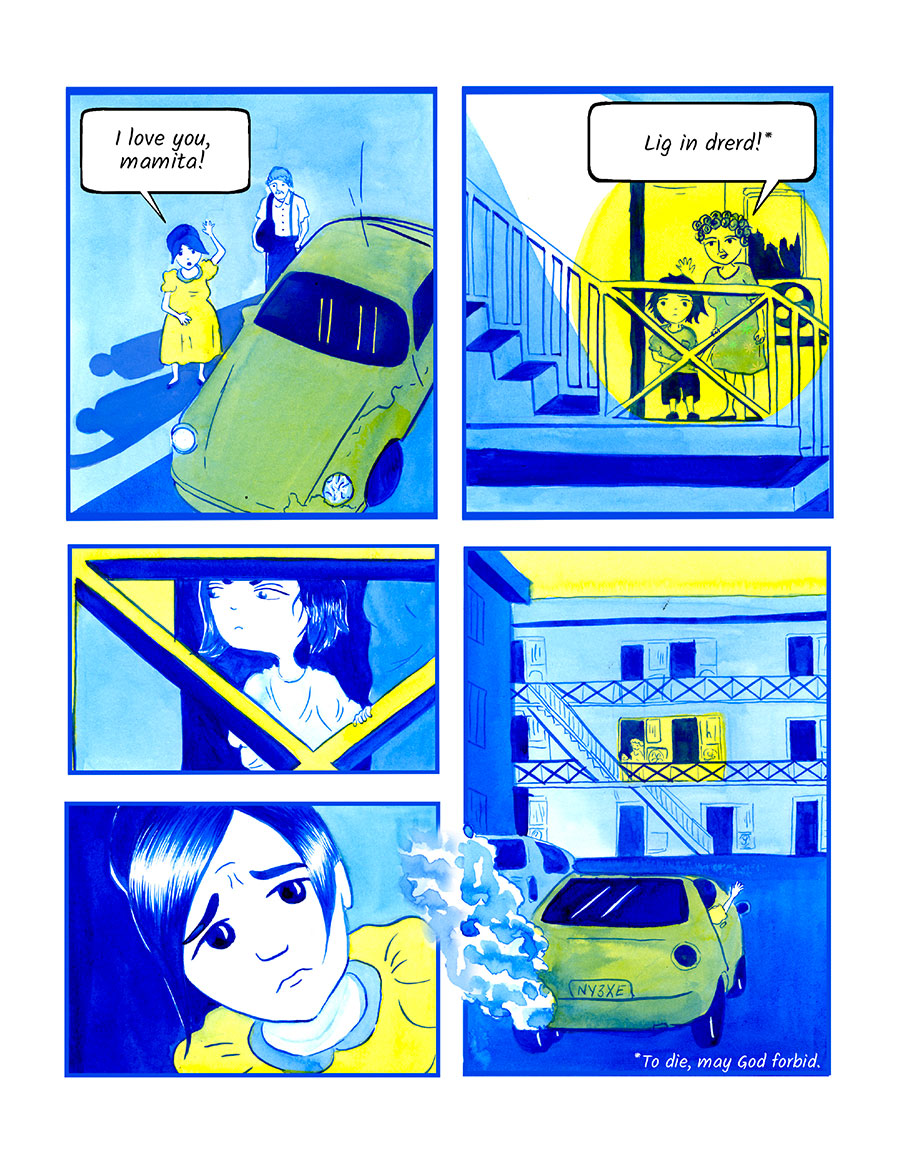 I love you,
mamita!
Lig in drerd!*
NY3XE
*To die, may God forbid.